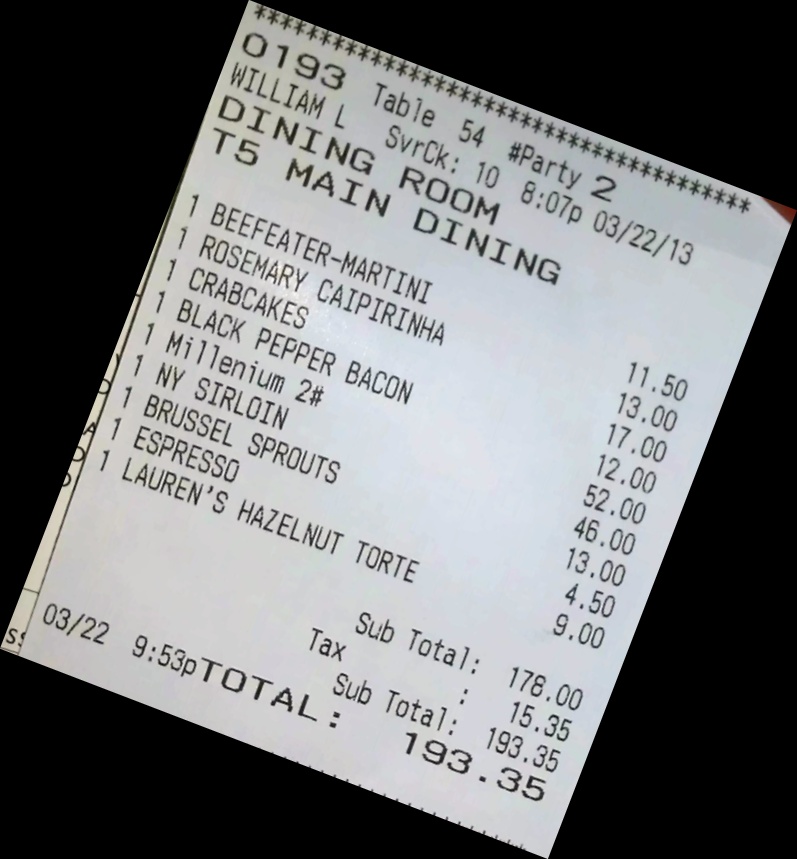 ****************************************
0193 Table 54 #Party 2
WILLIAM L SvrCk: 10 8:07p 03/22/13
DINING ROOM
T5 MAIN DINING
1 BEEFEATER-MARTINI 11.50
1 ROSEMARY CAIPIRINHA 13.00
1 CRABCAKES 17.00
1 BLACK PEPPER BACON 12.00
1 Millenium 2# 52.00
1 NY SIRLOIN 46.00
1 BRUSSEL SPROUTS 13.00
1 ESPRESSO 4.50
1 LAUREN'S HAZELNUT TORTE 9.00
Sub Total: 178.00
Tax : 15.35
Sub Total: 193.35
03/22 9:53pTOTAL: 193.35